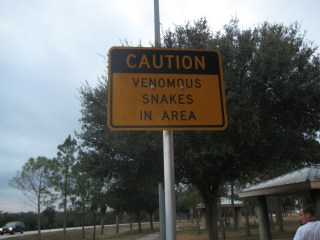 CAUTION
VENOMOUS
SNAKES
IN AREA